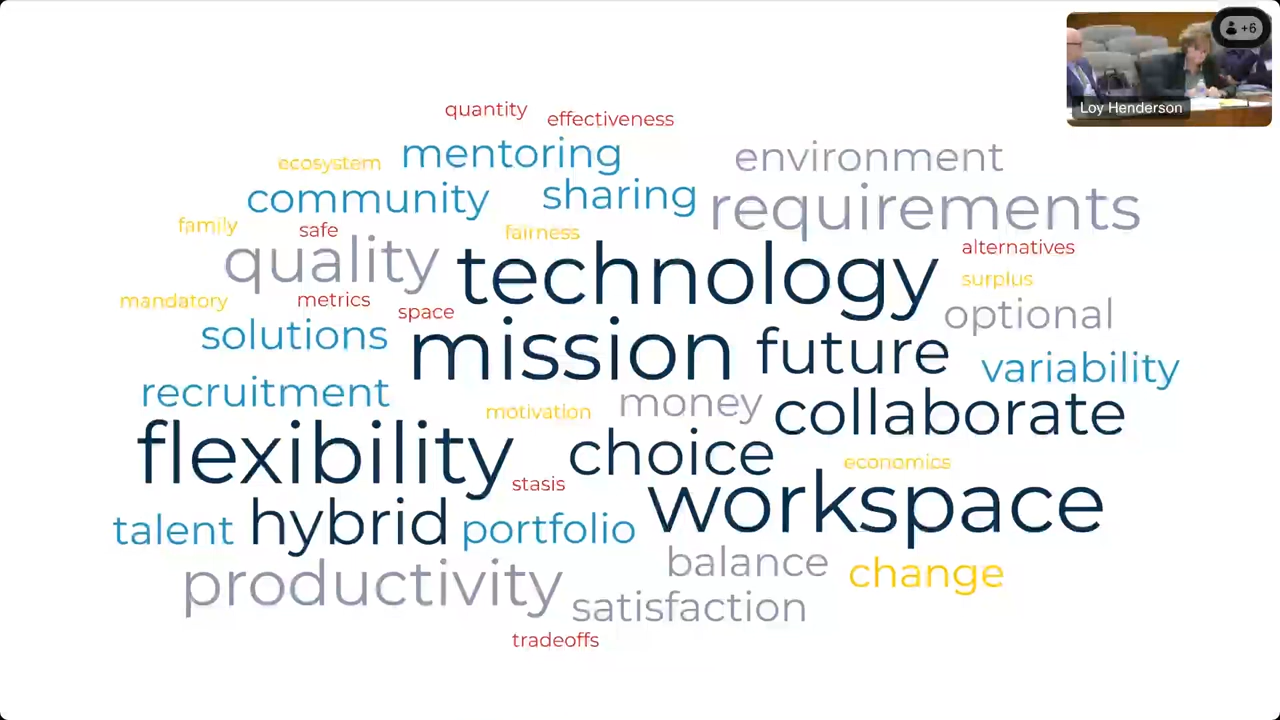 +6
Loy Henderson
quantity
effectiveness
mentoring
environment
ecosystem
community
sharing
requirements
family
safe
fairness
quality
technology
alternatives
surplus
mandatory
metrics
space
optional
solutions
mission
future
variability
recruitment
motivation
money
collaborate
flexibility
choice
economics
stasis
workspace
talent
hybrid
portfolio
balance
change
productivity
satisfaction
tradeoffs